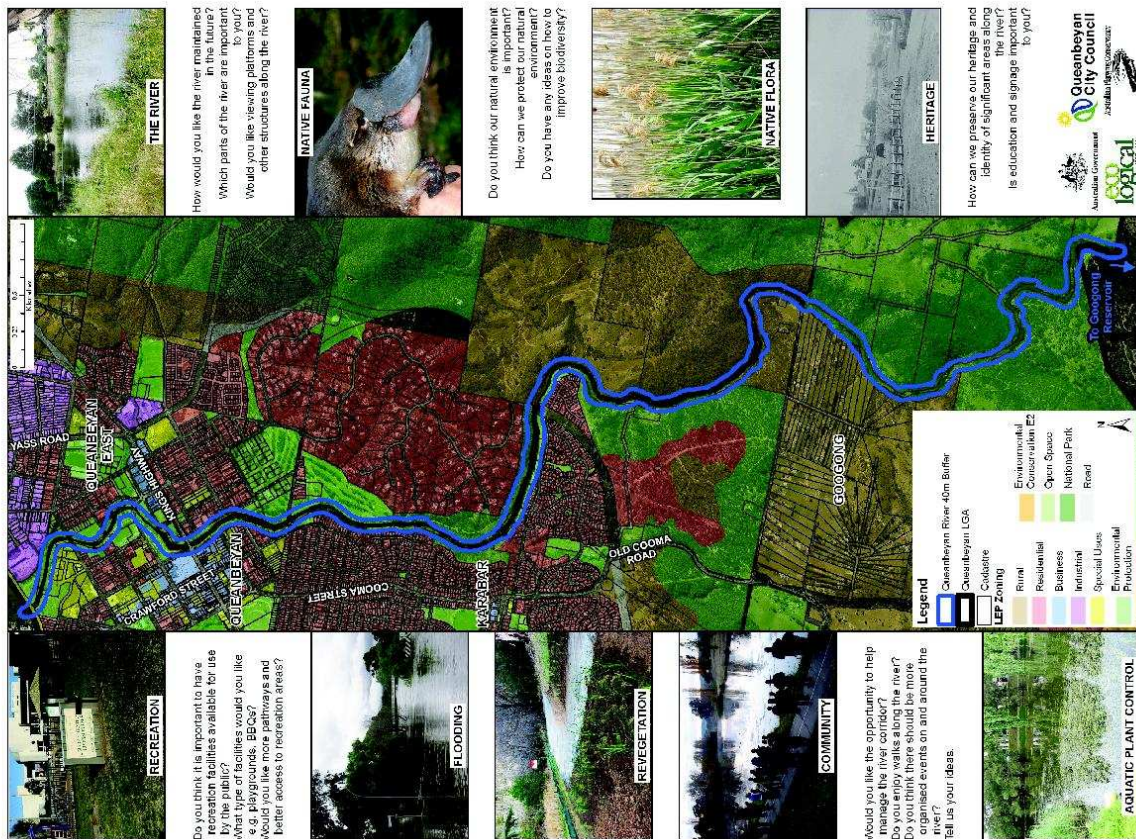 THE RIVER
How would you like the river maintained
in the future?
Which parts of the river are important
to you?
Would you like viewing platforms and
other structures along the river?
NATIVE FAUNA
Do you think our natural environment
is important?
How can we protect our natural
environment?
Do you have any ideas on how to
improve biodiversity?
NATIVE FLORA
HERITAGE
How can we preserve our heritage and
identity of significant areas along
the river?
Is education and signage important
to you?
Australian Government
Queanbeyan
City Council
eco
logical
YASS ROAD
QUEANBEYAN
EAST
KINGS HIGHWAY
CRAWFORD STREET
QUEANBEYAN
COOMA STREET
KARABAR
OLD COOMA
ROAD
GOOGONG
To Googong
Reservoir
Legend
Queanbeyan River 40m Buffer
Queanbeyan LGA
Cadastre
LEP Zoning
Rural
Residential
Business
Industrial
Special Uses
Environmental
Protection
Environmental
Conservation E2
Open Space
National Park
Road
N
RECREATION
Do you think it is important to have
recreation facilities available for use
by the public?
What type of facilities would you like
e.g. playgrounds, BBQs?
Would you like more pathways and
better access to recreation areas?
FLOODING
REVEGETATION
COMMUNITY
Would you like the opportunity to help
manage the river corridor?
Do you enjoy walks along the river?
Do you think there should be more
organised events on and around the
river?
Tell us your ideas.
AQUATIC PLANT CONTROL